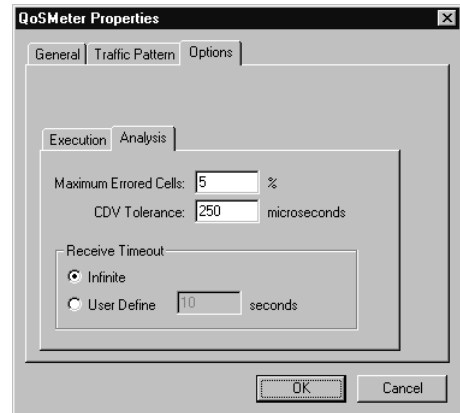 QoSMeter Properties
General Traffic Pattern Options
Execution Analysis
Maximum Errored Cells: 5 %
CDV Tolerance: 250 microseconds
Receive Timeout
Infinite
User Define 10 seconds
OK Cancel